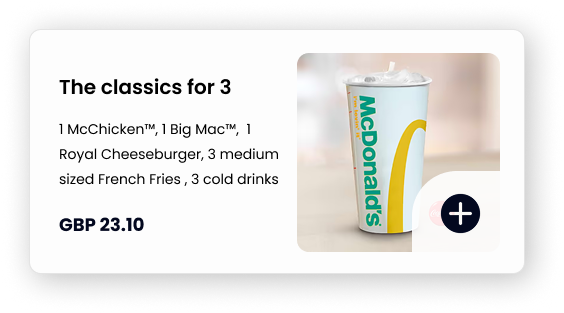 The classics for 3
1 McChicken™, 1 Big Mac™, 1
Royal Cheeseburger, 3 medium
sized French Fries , 3 cold drinks
GBP 23.10
McDonald's